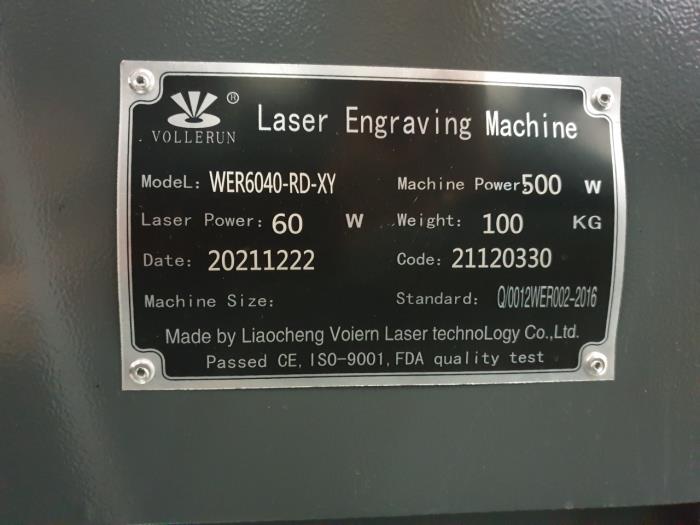 VOLLERUN ® Laser Engraving Machine
ModeL: WER6040-RD-XY Machine Power: 500 W
Laser Power: 60 W Weight: 100 KG
Date: 20211222 Code: 21120330
Machine Size: Standard: Q/0012WER002-2016
Made by Liaocheng Voiern Laser technoLogy Co.,Ltd.
Passed CE, ISO-9001, FDA quality test